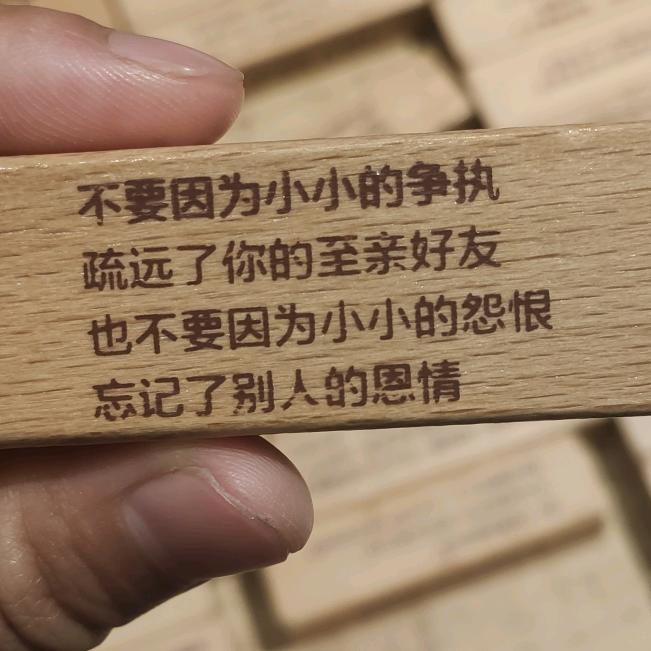 不要因为小小的争执
疏远了你的至亲好友
也不要因为小小的怨恨
忘记了别人的恩情